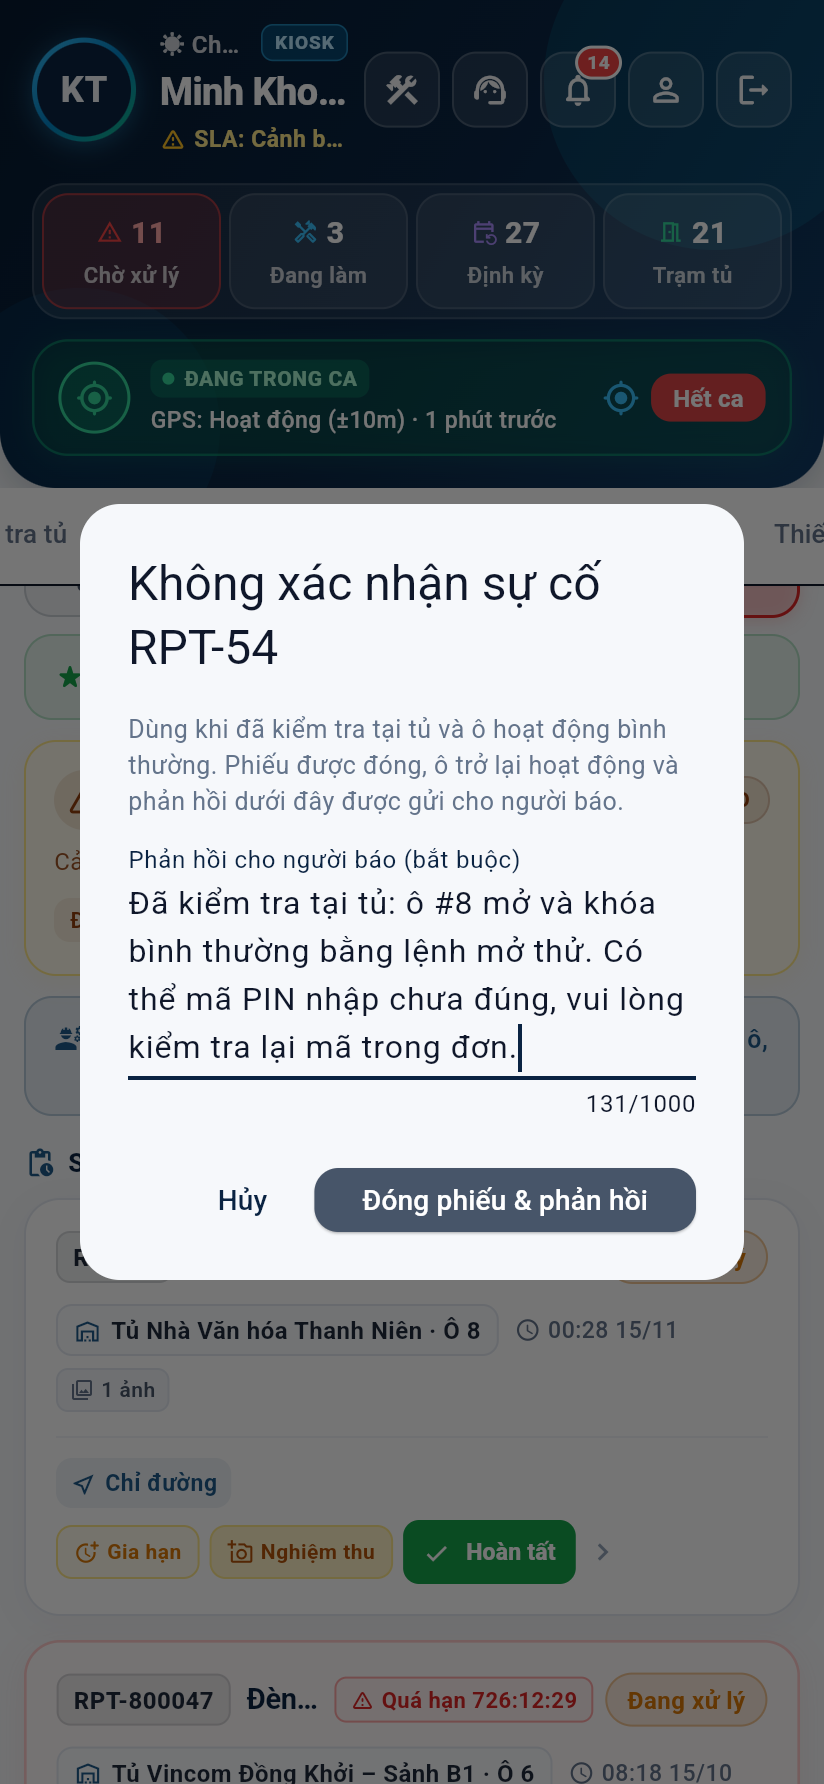 KT
Ch...
KIOSK
Minh Kho...
SLA: Cảnh b...
14
11
Chờ xử lý
3
Đang làm
27
Định kỳ
21
Trạm tủ
ĐANG TRONG CA
GPS: Hoạt động (±10m) · 1 phút trước
Hết ca
tra tủ
Thiế
Không xác nhận sự cố
RPT-54
Dùng khi đã kiểm tra tại tủ và ô hoạt động bình
thường. Phiếu được đóng, ô trở lại hoạt động và
phản hồi dưới đây được gửi cho người báo.
Phản hồi cho người báo (bắt buộc)
Đã kiểm tra tại tủ: ô #8 mở và khóa
bình thường bằng lệnh mở thử. Có
thể mã PIN nhập chưa đúng, vui lòng
kiểm tra lại mã trong đơn.
131/1000
Hủy
Đóng phiếu & phản hồi
Cả
ô,
S
R
ý
Tủ Nhà Văn hóa Thanh Niên · Ô 8
00:28 15/11
1 ảnh
Chỉ đường
Gia hạn
Nghiệm thu
Hoàn tất
RPT-800047
Đèn...
Quá hạn 726:12:29
Đang xử lý
Tủ Vincom Đồng Khởi – Sảnh B1 · Ô 6
08:18 15/10